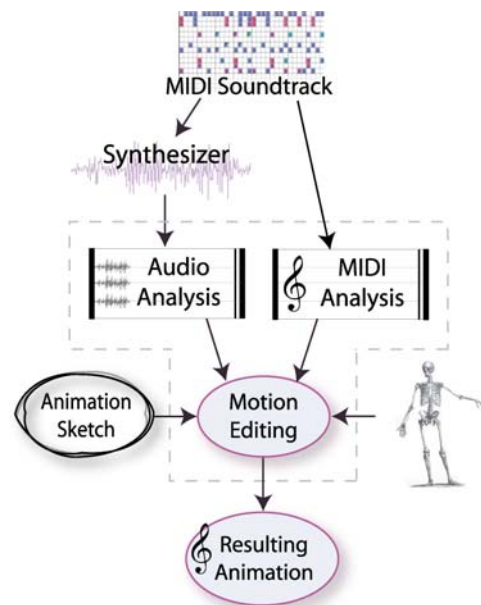 MIDI Soundtrack
Synthesizer
Audio
Analysis
MIDI
Analysis
Animation
Sketch
Motion
Editing
Resulting
Animation